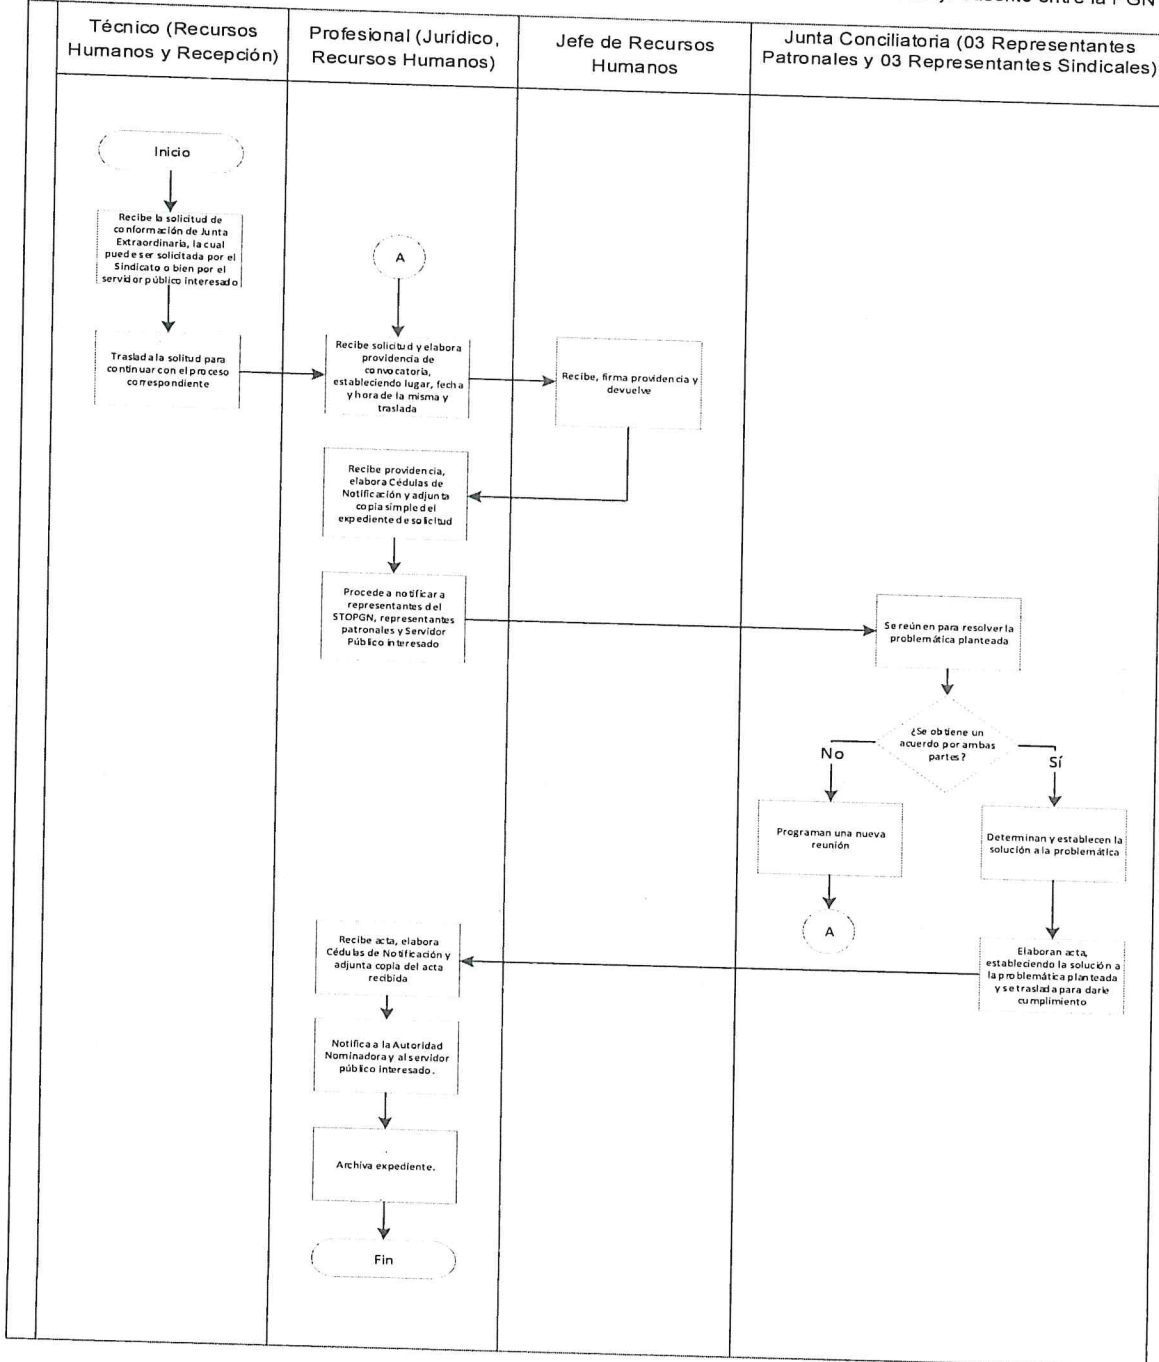 entre la PGN
Técnico (Recursos
Humanos y Recepción)
Profesional (Jurídico,
Recursos Humanos)
Jefe de Recursos
Humanos
Junta Conciliatoria (03 Representantes
Patronales y 03 Representantes Sindicales)
Inicio
Recibe la solicitud de
conformación de Junta
Extraordinaria, la cual
puede ser solicitada por el
Sindicato o bien por el
servidor público interesado
Traslada la solitud para
continuar con el proceso
correspondiente
A
Recibe solicitud y elabora
providencia de
convocatoria,
estableciendo lugar, fecha
y hora de la misma y
traslada
Recibe, firma providencia y
devuelve
Recibe providencia,
elabora Cédulas de
Notificación y adjunta
copia simple del
expediente de solicitud
Procede a notificar a
representantes del
STOPGN, representantes
patronales y Servidor
Público interesado
Se reúnen para resolver la
problemática planteada
¿Se obtiene un
acuerdo por ambas
partes?
No
Sí
Programan una nueva
reunión
A
Determinan y establecen la
solución a la problemática
Elaboran acta,
estableciendo la solución a
la problemática planteada
y se traslada para darle
cumplimiento
Recibe acta, elabora
Cédulas de Notificación y
adjunta copia del acta
recibida
Notifica a la Autoridad
Nominadora y al servidor
público interesado.
Archiva expediente.
Fin